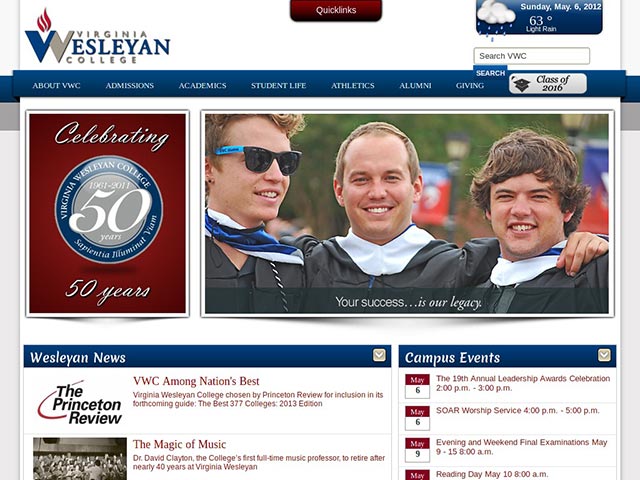 VIRGINIA
WESLEYAN
COLLEGE
Quicklinks
Sunday, May. 6, 2012
63 °
Light Rain
Search VWC
SEARCH
ABOUT VWC
ADMISSIONS
ACADEMICS
STUDENT LIFE
ATHLETICS
ALUMNI
GIVING
Class of
2016
Celebrating
VIRGINIA WESLEYAN COLLEGE
1961-2011
50
years
Sapientia Illuminat Viam
50 years
Your success…is our legacy.
Wesleyan News
The
Princeton
Review
VWC Among Nation's Best
Virginia Wesleyan College chosen by Princeton Review for inclusion in its
forthcoming guide: The Best 377 Colleges: 2013 Edition
The Magic of Music
Dr. David Clayton, the College's first full-time music professor, to retire after
nearly 40 years at Virginia Wesleyan
Campus Events
May
6
The 19th Annual Leadership Awards Celebration
2:00 p.m. - 3:00 p.m.
May
6
SOAR Worship Service 4:00 p.m. - 5:00 p.m.
May
9
Evening and Weekend Final Examinations May
9 - 15 8:00 a.m.
May
Reading Day May 10 8:00 a.m.